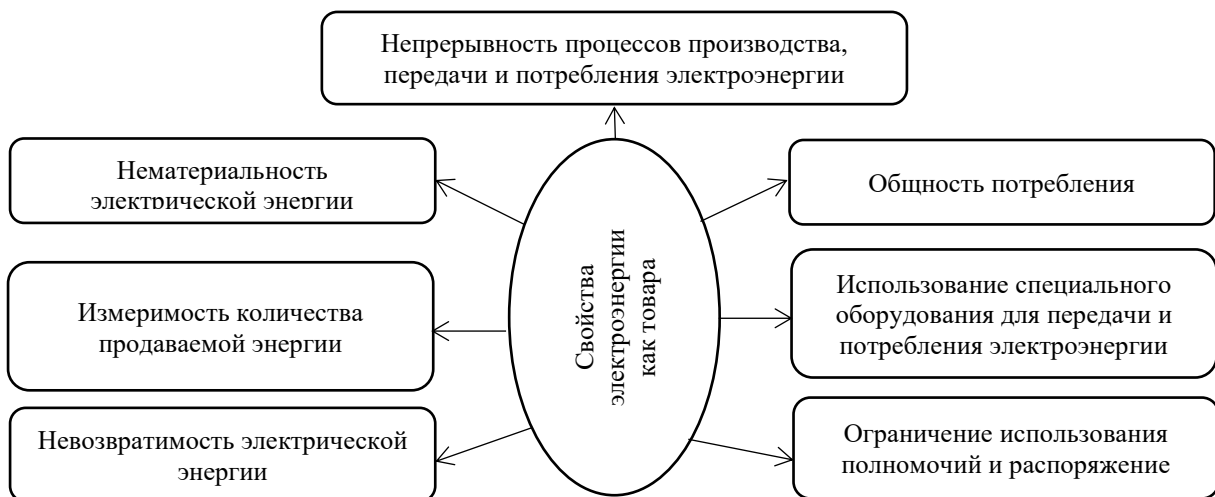 Непрерывность процессов производства,
передачи и потребления электроэнергии
Нематериальность
электрической энергии
Общность потребления
Свойства
электроэнергии
как товара
Измеримость количества
продаваемой энергии
Использование специального
оборудования для передачи и
потребления электроэнергии
Невозвратимость электрической
энергии
Ограничение использования
полномочий и распоряжение